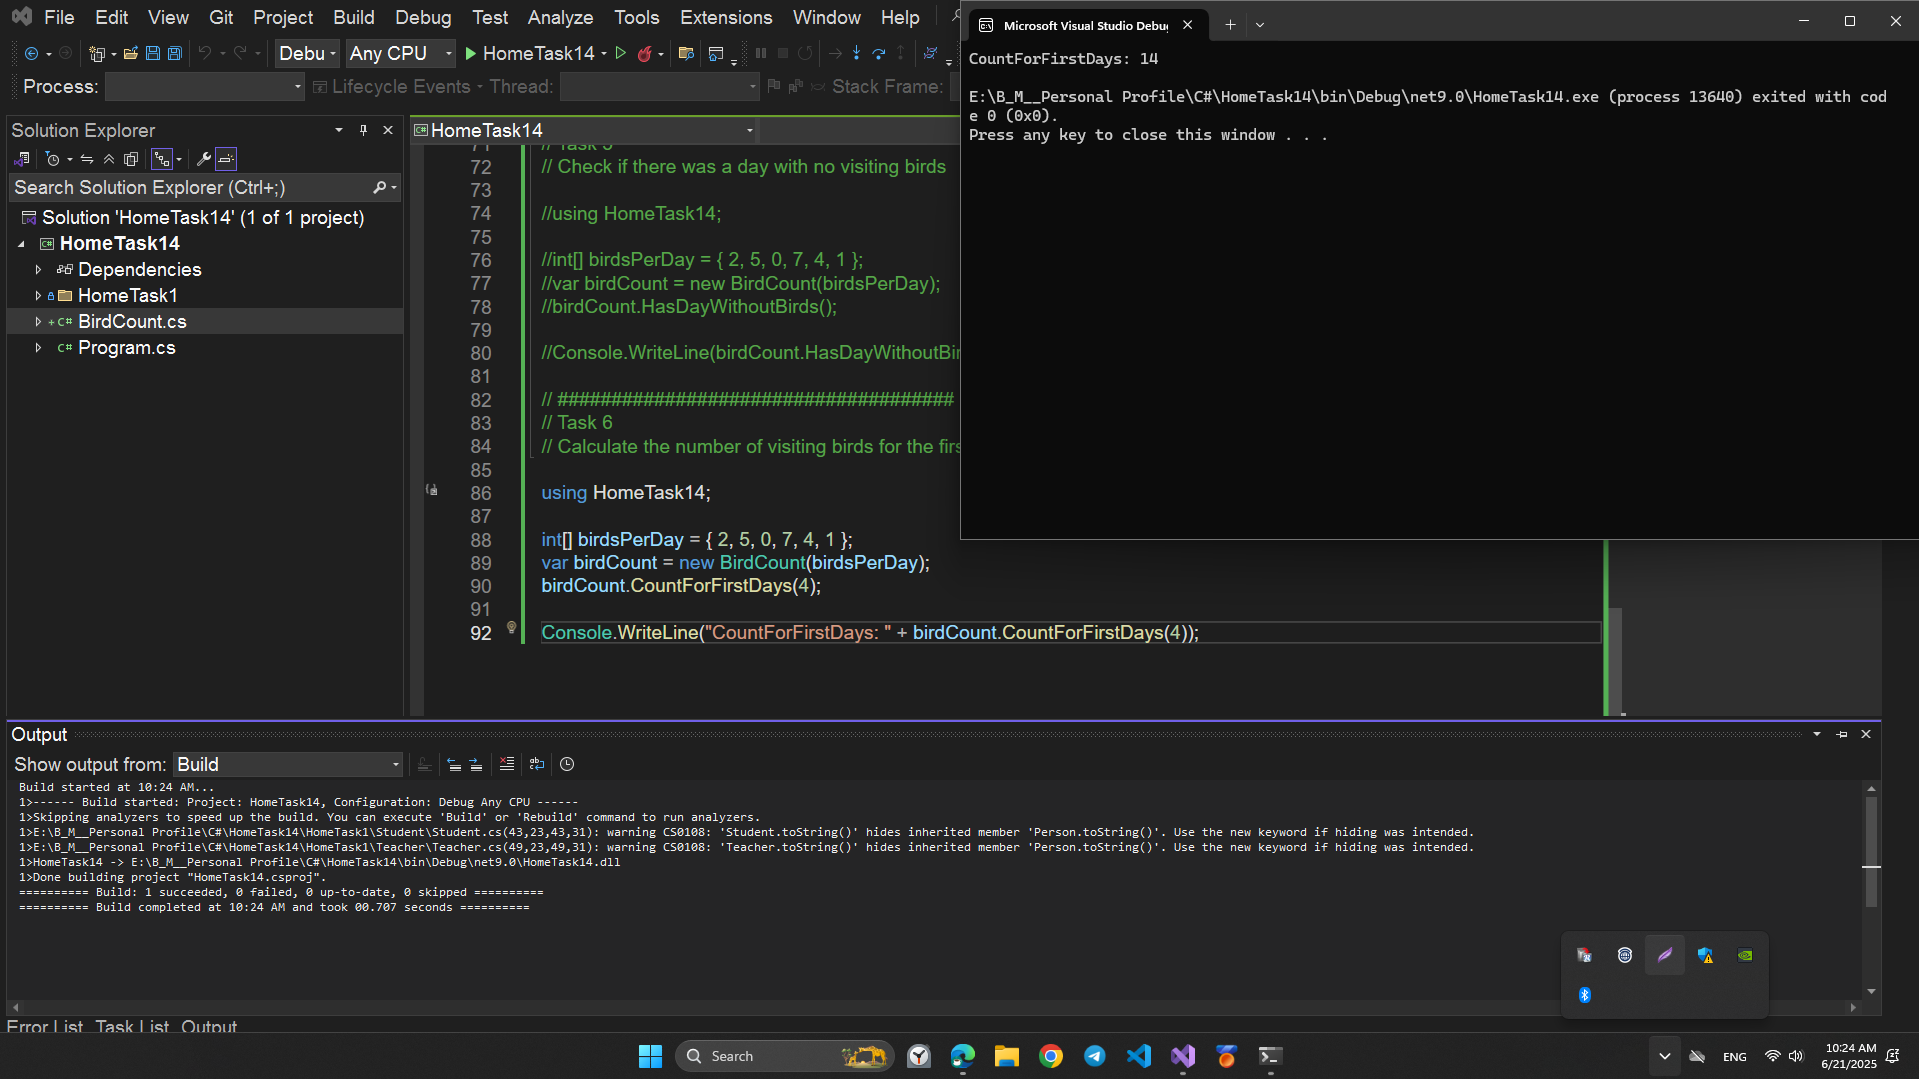 File Edit View Git Project Build Debug Test Analyze Tools Extensions Window Help
Debu Any CPU HomeTask14
Process: Lifecycle Events Thread: Stack Frame:
Solution Explorer
Search Solution Explorer (Ctrl+;)
Solution 'HomeTask14' (1 of 1 project)
HomeTask14
Dependencies
HomeTask1
BirdCount.cs
Program.cs
HomeTask14
71 // Task 5
72 // Check if there was a day with no visiting birds
73
74 //using HomeTask14;
75
76 //int[] birdsPerDay = { 2, 5, 0, 7, 4, 1 };
77 //var birdCount = new BirdCount(birdsPerDay);
78 //birdCount.HasDayWithoutBirds();
79
80 //Console.WriteLine(birdCount.HasDayWithoutBir
81
82 // ####################################
83 // Task 6
84 // Calculate the number of visiting birds for the firs
85
86 using HomeTask14;
87
88 int[] birdsPerDay = { 2, 5, 0, 7, 4, 1 };
89 var birdCount = new BirdCount(birdsPerDay);
90 birdCount.CountForFirstDays(4);
91
92 Console.WriteLine("CountForFirstDays: " + birdCount.CountForFirstDays(4));
Microsoft Visual Studio Debug
CountForFirstDays: 14
E:\B_M__Personal Profile\C#\HomeTask14\bin\Debug\net9.0\HomeTask14.exe (process 13640) exited with cod
e 0 (0x0).
Press any key to close this window . . .
Output
Show output from: Build
Build started at 10:24 AM...
1>------ Build started: Project: HomeTask14, Configuration: Debug Any CPU ------
1>Skipping analyzers to speed up the build. You can execute 'Build' or 'Rebuild' command to run analyzers.
1>E:\B_M__Personal Profile\C#\HomeTask14\HomeTask1\Student\Student.cs(43,23,43,31): warning CS0108: 'Student.toString()' hides inherited member 'Person.toString()'. Use the new keyword if hiding was intended.
1>E:\B_M__Personal Profile\C#\HomeTask14\HomeTask1\Teacher\Teacher.cs(49,23,49,31): warning CS0108: 'Teacher.toString()' hides inherited member 'Person.toString()'. Use the new keyword if hiding was intended.
1>HomeTask14 -> E:\B_M__Personal Profile\C#\HomeTask14\bin\Debug\net9.0\HomeTask14.dll
1>Done building project "HomeTask14.csproj".
========== Build: 1 succeeded, 0 failed, 0 up-to-date, 0 skipped ==========
========== Build completed at 10:24 AM and took 00.707 seconds ==========
Error List Task List Output
Search
ENG
10:24 AM
6/21/2025